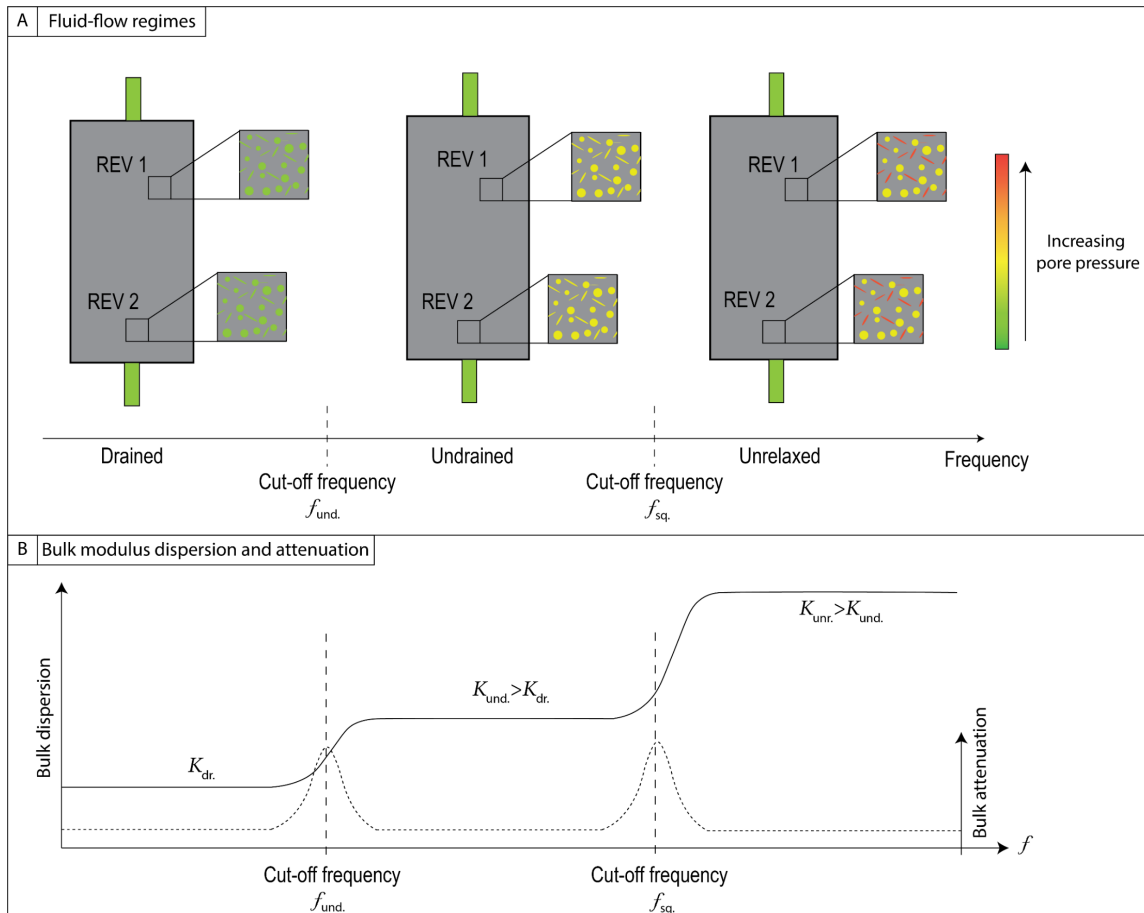 A Fluid-flow regimes
REV 1
REV 1
REV 1
REV 2
REV 2
REV 2
Increasing
pore pressure
Drained
Undrained
Unrelaxed
Frequency
Cut-off frequency
f und.
Cut-off frequency
f sq.
B Bulk modulus dispersion and attenuation
Bulk dispersion
K dr.
K und. > K dr.
K unr. > K und.
Bulk attenuation
f
Cut-off frequency
f und.
Cut-off frequency
f sq.